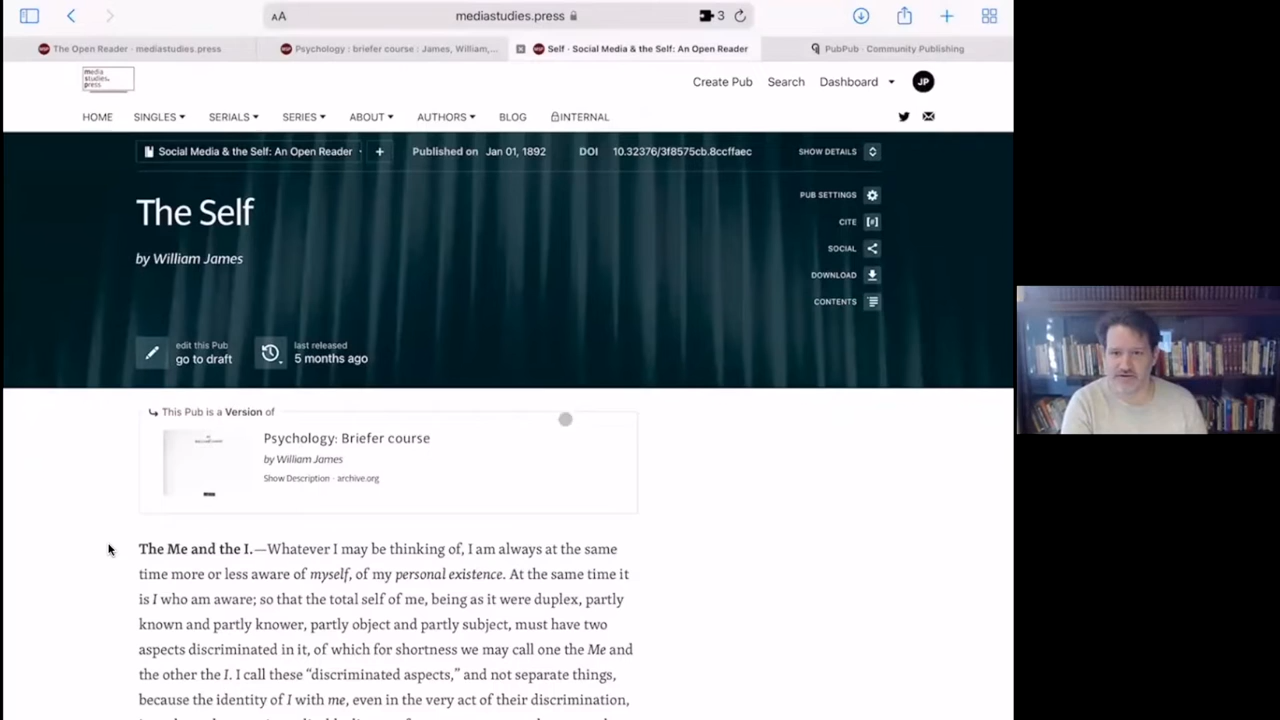 AA
mediastudies.press
3
The Open Reader · mediastudies.press
Psychology : briefer course : James, William,...
Self · Social Media & the Self: An Open Reader
PubPub · Community Publishing
media
studies.
press
Create Pub
Search
Dashboard
JP
HOME
SINGLES
SERIALS
SERIES
ABOUT
AUTHORS
BLOG
INTERNAL
Social Media & the Self: An Open Reader
+
Published on Jan 01, 1892
DOI 10.32376/3f8575cb.8ccffaec
SHOW DETAILS
The Self
by William James
PUB SETTINGS
CITE
SOCIAL
DOWNLOAD
CONTENTS
edit this Pub
go to draft
last released
5 months ago
This Pub is a Version of
Psychology: Briefer course
by William James
Show Description · archive.org
The Me and the I.—Whatever I may be thinking of, I am always at the same
time more or less aware of myself, of my personal existence. At the same time it
is I who am aware; so that the total self of me, being as it were duplex, partly
known and partly knower, partly object and partly subject, must have two
aspects discriminated in it, of which for shortness we may call one the Me and
the other the I. I call these “discriminated aspects,” and not separate things,
because the identity of I with me, even in the very act of their discrimination,